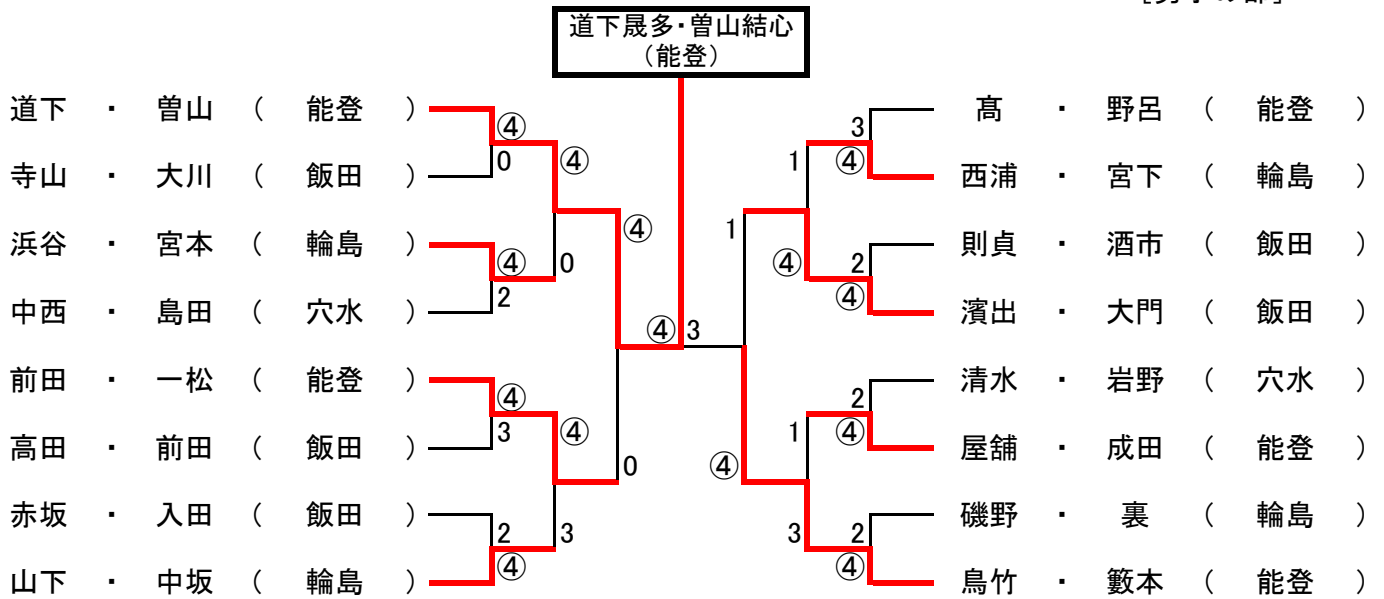 道下晟多・曽山結心
（能登）
道下 ・ 曽山 （ 能登 ）
寺山 ・ 大川 （ 飯田 ）
浜谷 ・ 宮本 （ 輪島 ）
中西 ・ 島田 （ 穴水 ）
前田 ・ 一松 （ 能登 ）
高田 ・ 前田 （ 飯田 ）
赤坂 ・ 入田 （ 飯田 ）
山下 ・ 中坂 （ 輪島 ）
④
0
④
2
④
3
2
④
④
0
④
3
④
0
④
3
1
④
1
④
1
3
3
④
2
④
2
④
2
④
髙 ・ 野呂 （ 能登 ）
西浦 ・ 宮下 （ 輪島 ）
則貞 ・ 酒市 （ 飯田 ）
濱出 ・ 大門 （ 飯田 ）
清水 ・ 岩野 （ 穴水 ）
屋舗 ・ 成田 （ 能登 ）
磯野 ・ 裏 （ 輪島 ）
鳥竹 ・ 籔本 （ 能登 ）